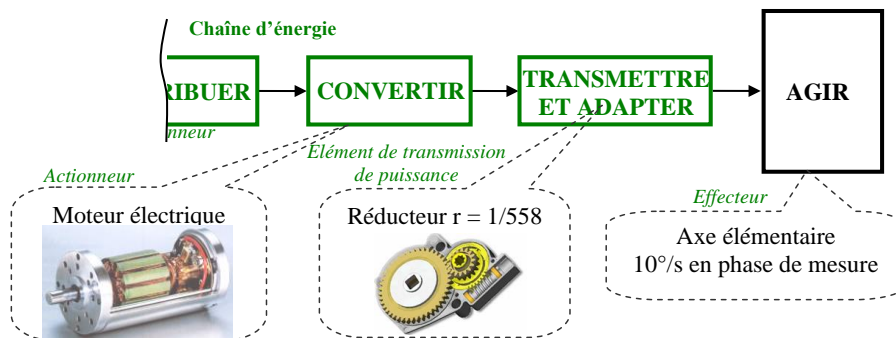 Chaîne d'énergie
RIBUER
CONVERTIR
TRANSMETTRE
ET ADAPTER
AGIR
nneur
Actionneur
Elément de transmission
de puissance
Effecteur
Moteur électrique
Réducteur r = 1/558
Axe élémentaire
10°/s en phase de mesure